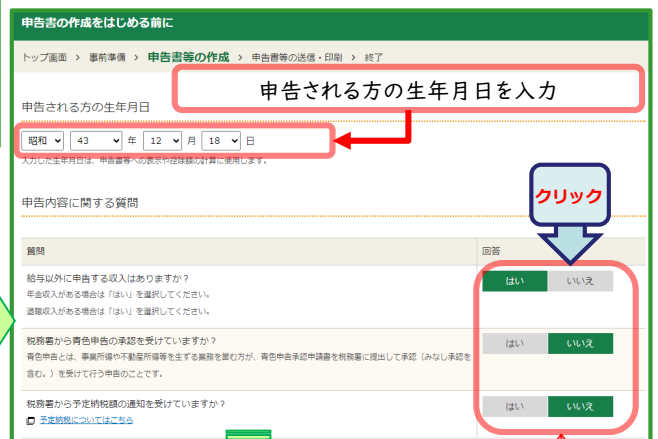 申告書の作成をはじめる前に
トップ画面 > 事前準備 > 申告書等の作成 > 申告書等の送信・印刷 > 終了
申告される方の生年月日を入力
申告される方の生年月日
昭和 43 年 12 月 18 日
入力した生年月日は、申告書等への表示や控除額の計算に使用します。
クリック
申告内容に関する質問
質問 回答
給与以外に申告する収入はありますか？ はい いいえ
年金収入がある場合は「はい」を選択してください。
退職収入がある場合は「はい」を選択してください。
税務署から青色申告の承認を受けていますか？ はい いいえ
青色申告とは、事業所得や不動産所得等を生ずる業務を営む方が、青色申告承認申請書を税務署に提出して承認（みなし承認を
含む。）を受けて行う申告のことです。
税務署から予定納税額の通知を受けていますか？ はい いいえ
予定納税についてはこちら